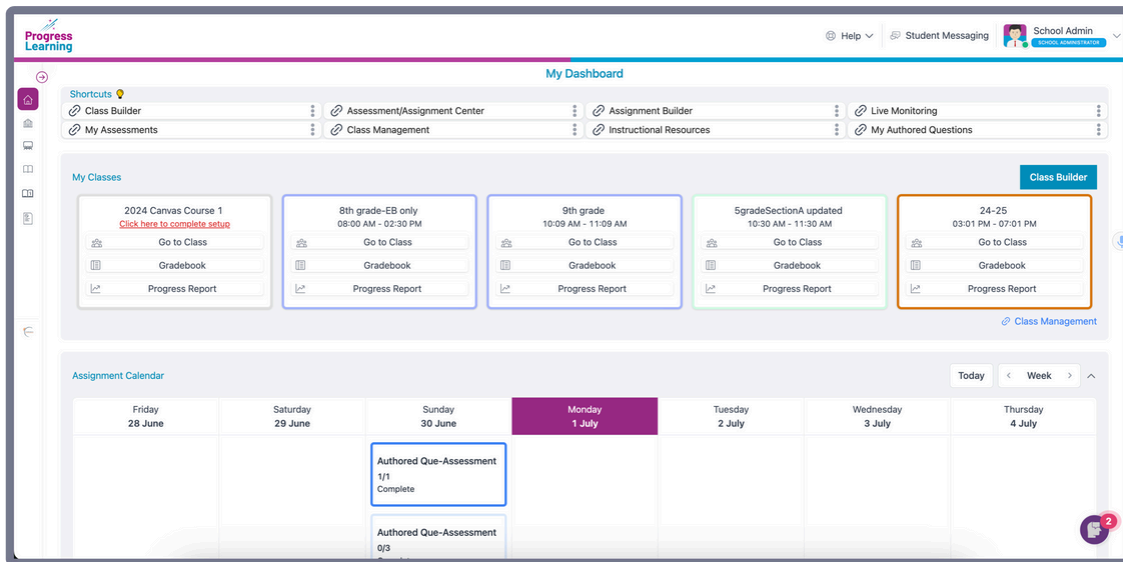 Progress
Learning
Help
Student Messaging
School Admin
SCHOOL ADMINISTRATOR
My Dashboard
Shortcuts
Class Builder
Assessment/Assignment Center
Assignment Builder
Live Monitoring
My Assessments
Class Management
Instructional Resources
My Authored Questions
My Classes
Class Builder
2024 Canvas Course 1
Click here to complete setup
Go to Class
Gradebook
Progress Report
8th grade-EB only
08:00 AM - 02:30 PM
Go to Class
Gradebook
Progress Report
9th grade
10:09 AM - 11:09 AM
Go to Class
Gradebook
Progress Report
5gradeSectionA updated
10:30 AM - 11:30 AM
Go to Class
Gradebook
Progress Report
24-25
03:01 PM - 07:01 PM
Go to Class
Gradebook
Progress Report
Class Management
Assignment Calendar
Today
Week
Friday
28 June
Saturday
29 June
Sunday
30 June
Monday
1 July
Tuesday
2 July
Wednesday
3 July
Thursday
4 July
Authored Que-Assessment
1/1
Complete
Authored Que-Assessment
0/3
2